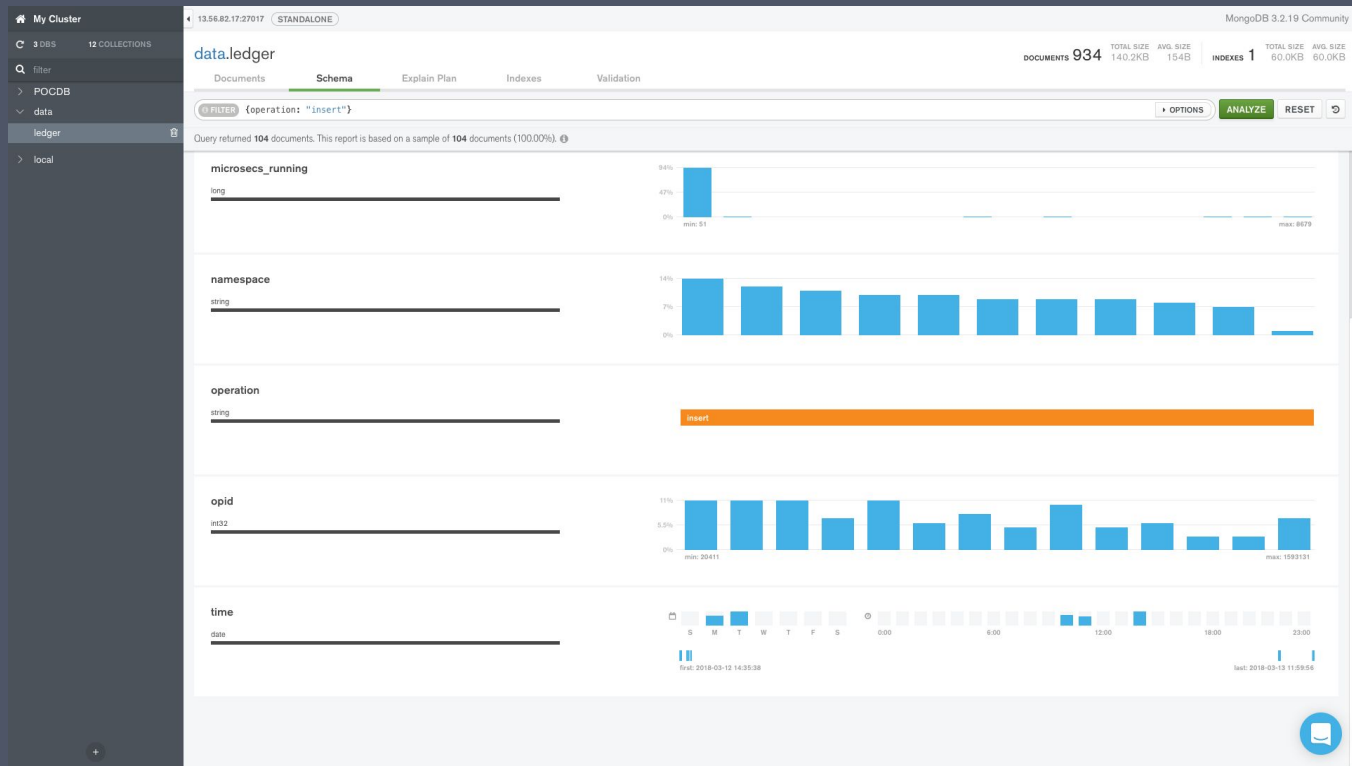 My Cluster
13.56.82.17:27017 STANDALONE
MongoDB 3.2.19 Community
3 DBS 12 COLLECTIONS
filter
POCDB
data
ledger
local
data.ledger
DOCUMENTS 934 TOTAL SIZE 140.2KB AVG. SIZE 154B INDEXES 1 TOTAL SIZE 60.0KB AVG. SIZE 60.0KB
Documents Schema Explain Plan Indexes Validation
FILTER {operation: "insert"} OPTIONS ANALYZE RESET
Query returned 104 documents. This report is based on a sample of 104 documents (100.00%).
microsecs_running
long
94%
47%
0%
min: 51 max: 8679
namespace
string
14%
7%
0%
operation
string
insert
opid
int32
11%
5.5%
0%
min: 20411 max: 1593131
time
date
S M T W T F S 0:00 6:00 12:00 18:00 23:00
first: 2018-03-12 14:35:38 last: 2018-03-13 11:59:56